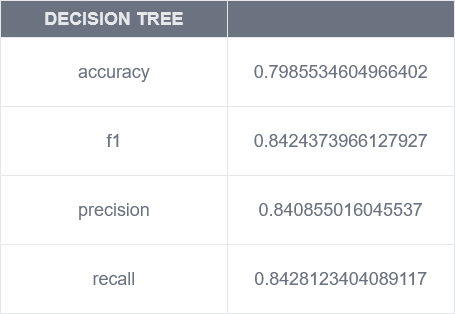 DECISION TREE
accuracy 0.7985534604966402
f1 0.8424373966127927
precision 0.840855016045537
recall 0.8428123404089117